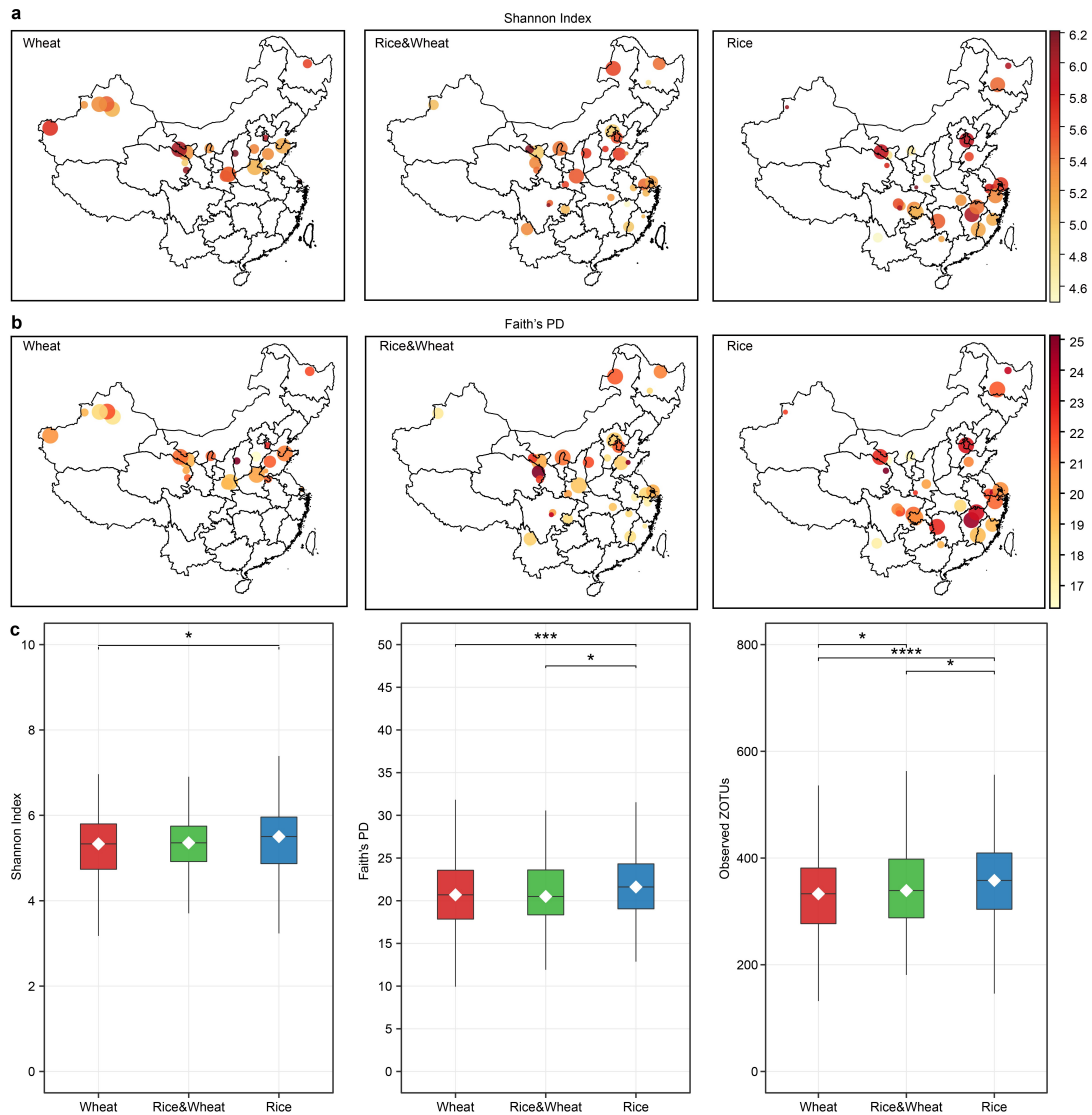 a
Shannon Index
Wheat
Rice&Wheat
Rice
6.2
6.0
5.8
5.6
5.4
5.2
5.0
4.8
4.6
b
Faith's PD
Wheat
Rice&Wheat
Rice
25
24
23
22
21
20
19
18
17
c
Shannon Index
10
8
6
4
2
0
*
Wheat Rice&Wheat Rice
Faith's PD
50
45
40
35
30
25
20
15
10
5
0
***
*
Wheat Rice&Wheat Rice
Observed ZOTUs
800
600
400
200
0
*
****
*
Wheat Rice&Wheat Rice